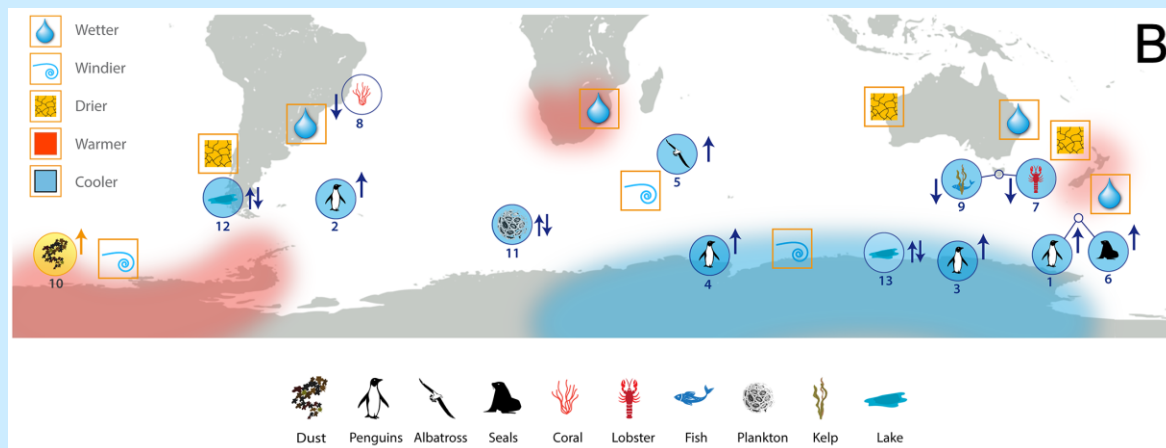 B
Wetter
Windier
Drier
Warmer
Cooler
8
5
12
2
9
7
11
10
4
13
3
1
6
Dust Penguins Albatross Seals Coral Lobster Fish Plankton Kelp Lake